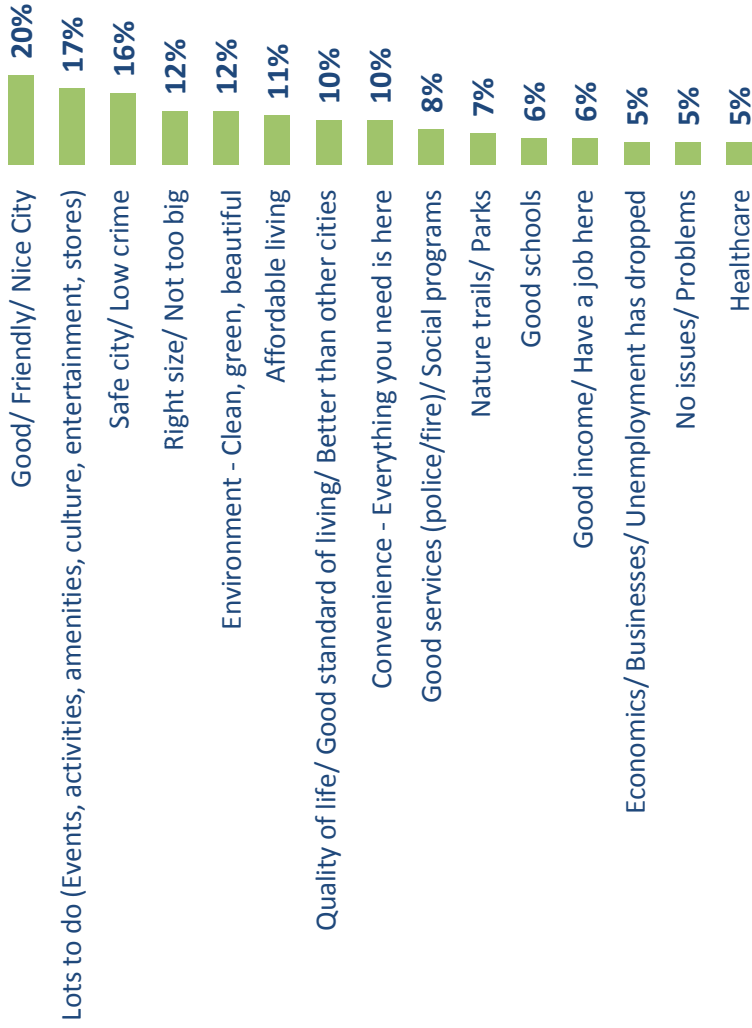 Good/ Friendly/ Nice City 20%
Lots to do (Events, activities, amenities, culture, entertainment, stores) 17%
Safe city/ Low crime 16%
Right size/ Not too big 12%
Environment - Clean, green, beautiful 12%
Affordable living 11%
Quality of life/ Good standard of living/ Better than other cities 10%
Convenience - Everything you need is here 10%
Good services (police/fire)/ Social programs 8%
Nature trails/ Parks 7%
Good schools 6%
Good income/ Have a job here 6%
Economics/ Businesses/ Unemployment has dropped 5%
No issues/ Problems 5%
Healthcare 5%